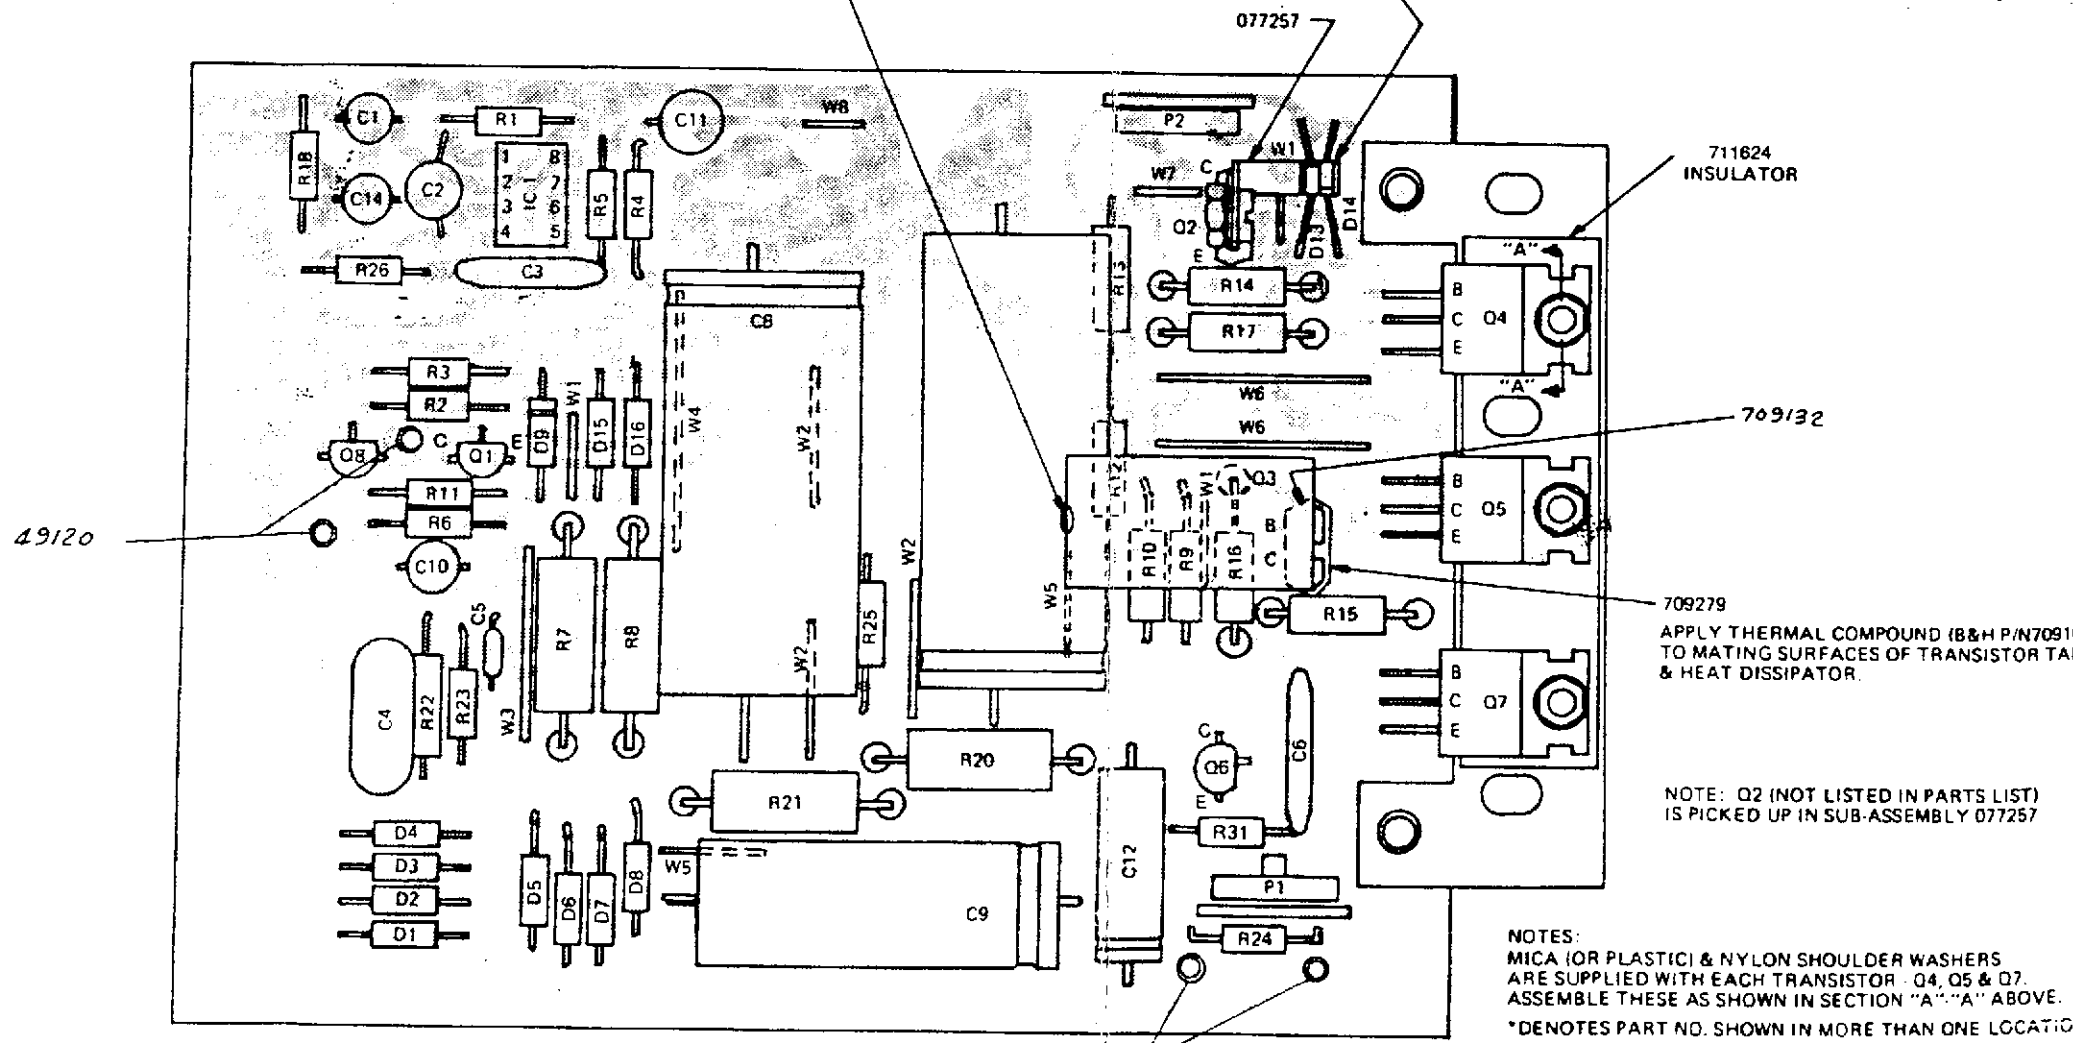 077257
C1
R1
C11
W8
P2
R18
C14
C2
1 8
2 7
3 6
4 5
IC1
R5
R4
W7
C
W1
Q2
E
D13
D14
711624
INSULATOR
R26
C3
C8
R13
R14
R17
"A"
B
C
E
Q4
"A"
R3
R2
W6
W6
Q8
C
Q1
E
D9
W1
D15
D16
W4
W2
R12
W1
Q3
709132
R11
R6
C10
49120
B
C
E
Q5
B
C
R10
R9
R16
W2
W5
R15
709279
APPLY THERMAL COMPOUND (B&H P/N
TO MATING SURFACES OF TRANSISTOR
& HEAT DISSIPATOR.
C5
R7
R8
R25
W2
C4
R22
R23
W3
B
C
E
Q7
C6
C
Q6
E
R20
R21
NOTE: Q2 (NOT LISTED IN PARTS LIST)
IS PICKED UP IN SUB-ASSEMBLY 077257
D4
D3
D2
D1
D5
D6
D7
D8
W5
C9
C12
R31
P1
R24
NOTES:
MICA (OR PLASTIC) & NYLON SHOULDER WASHERS
ARE SUPPLIED WITH EACH TRANSISTOR - Q4, Q5 & Q7.
ASSEMBLE THESE AS SHOWN IN SECTION "A"-"A" ABOVE.
*DENOTES PART NO. SHOWN IN MORE THAN ONE